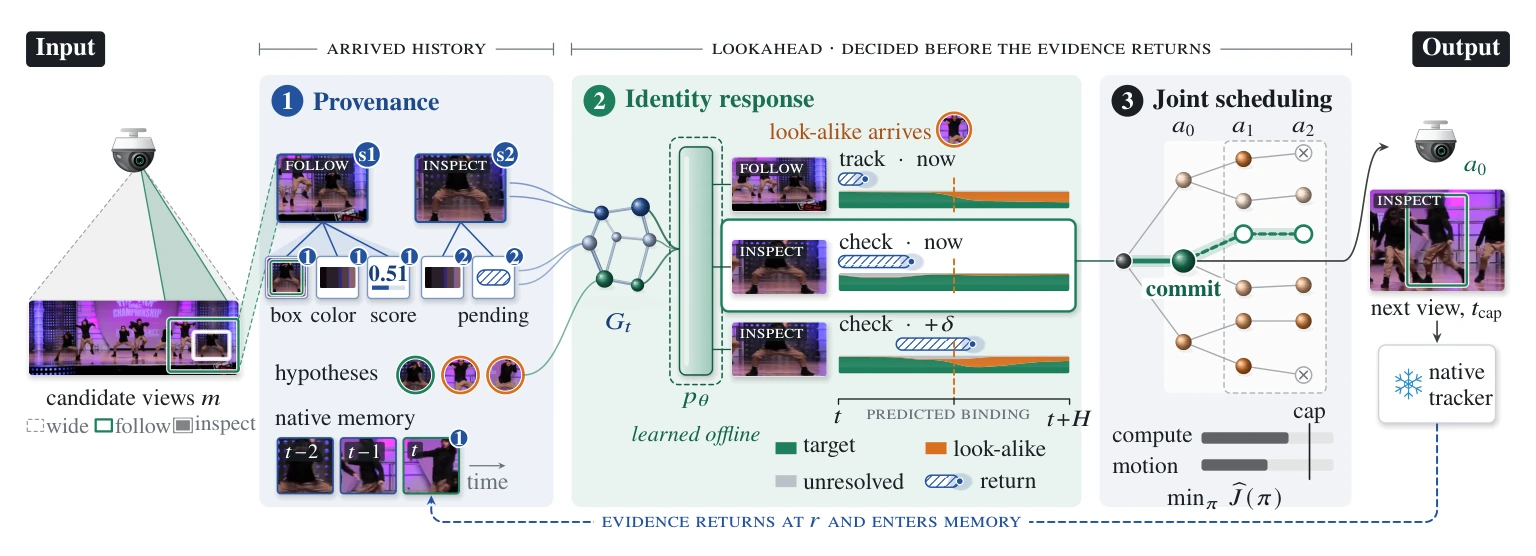 Input
ARRIVED HISTORY
LOOKAHEAD · DECIDED BEFORE THE EVIDENCE RETURNS
Output
1 Provenance
2 Identity response
3 Joint scheduling
look-alike arrives
a0 a1 a2
FOLLOW s1
INSPECT s2
FOLLOW
track · now
a0
INSPECT
check · now
INSPECT
1 1 0.51 1 2 2
box color score pending
Gt
commit
next view, tcap
INSPECT
check · +δ
candidate views m
wide follow inspect
hypotheses
pθ
learned offline
t PREDICTED BINDING t+H
native
tracker
native memory
t−2 t−1 t 1
time
target look-alike
unresolved return
cap
compute
motion
minπ Ĵ(π)
EVIDENCE RETURNS AT r AND ENTERS MEMORY